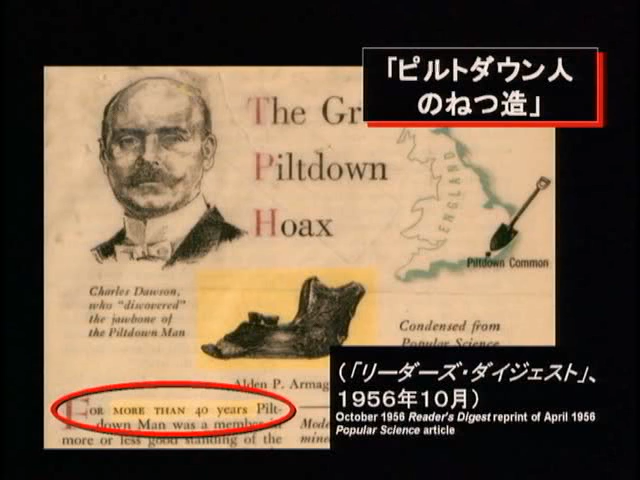 「ピルトダウン人
のねつ造」
The Gr
Piltdown
Hoax
ENGLAND
Piltdown Common
Charles Dawson,
who "discovered"
the jawbone of
the Piltdown Man
Condensed from
Popular Science
Alden P. Armag
FOR MORE THAN 40 years Pilt-
down Man was a member in
more or less good standing of the
（「リーダーズ・ダイジェスト」、
1956年10月）
October 1956 Reader's Digest reprint of April 1956
Popular Science article